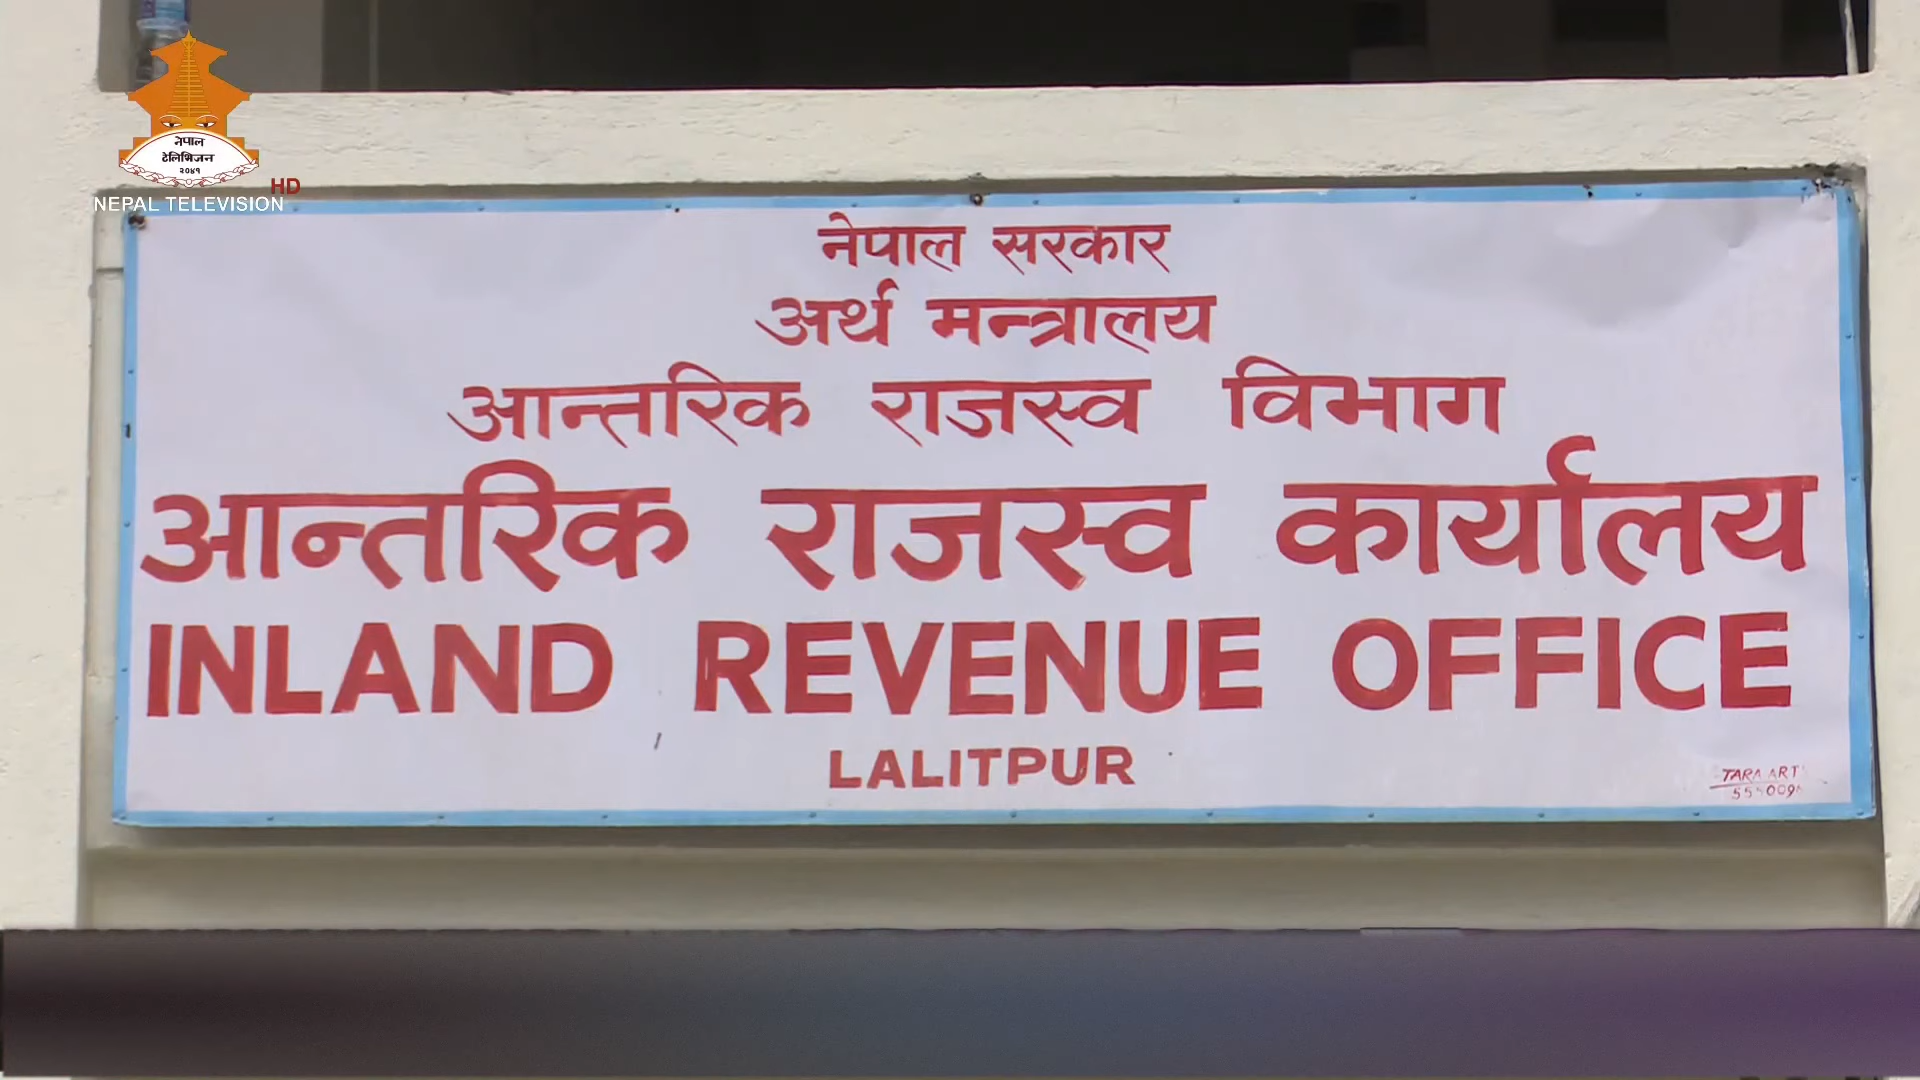 नेपाल
टेलिभिजन
२०४१
HD
NEPAL TELEVISION
नेपाल सरकार
अर्थ मन्त्रालय
आन्तरिक राजस्व विभाग
आन्तरिक राजस्व कार्यालय
INLAND REVENUE OFFICE
LALITPUR
TARA ART